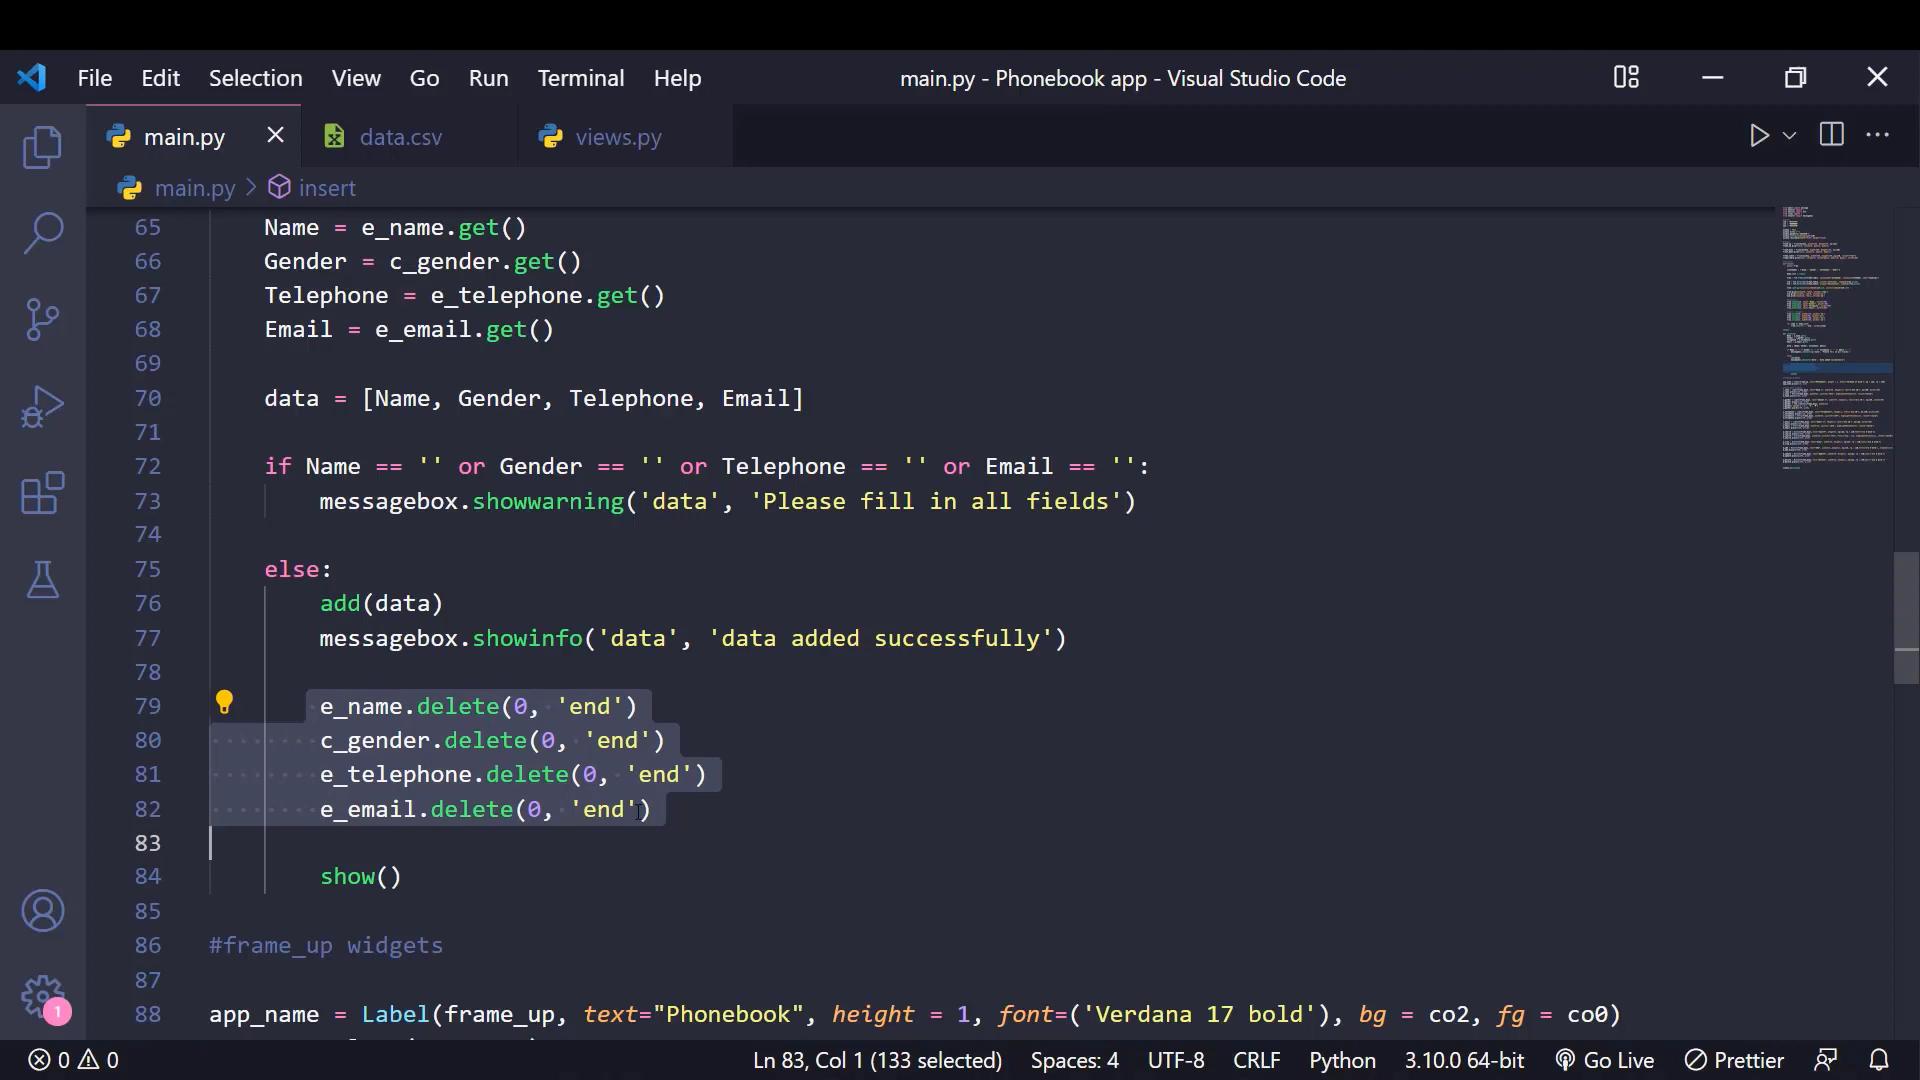 File Edit Selection View Go Run Terminal Help main.py - Phonebook app - Visual Studio Code
main.py data.csv views.py
main.py > insert
65 Name = e_name.get()
66 Gender = c_gender.get()
67 Telephone = e_telephone.get()
68 Email = e_email.get()
69
70 data = [Name, Gender, Telephone, Email]
71
72 if Name == '' or Gender == '' or Telephone == '' or Email == '':
73 messagebox.showwarning('data', 'Please fill in all fields')
74
75 else:
76 add(data)
77 messagebox.showinfo('data', 'data added successfully')
78
79 e_name.delete(0, 'end')
80 c_gender.delete(0, 'end')
81 e_telephone.delete(0, 'end')
82 e_email.delete(0, 'end')
83
84 show()
85
86 #frame_up widgets
87
88 app_name = Label(frame_up, text="Phonebook", height = 1, font=('Verdana 17 bold'), bg = co2, fg = co0)
1
0 0 Ln 83, Col 1 (133 selected) Spaces: 4 UTF-8 CRLF Python 3.10.0 64-bit Go Live Prettier